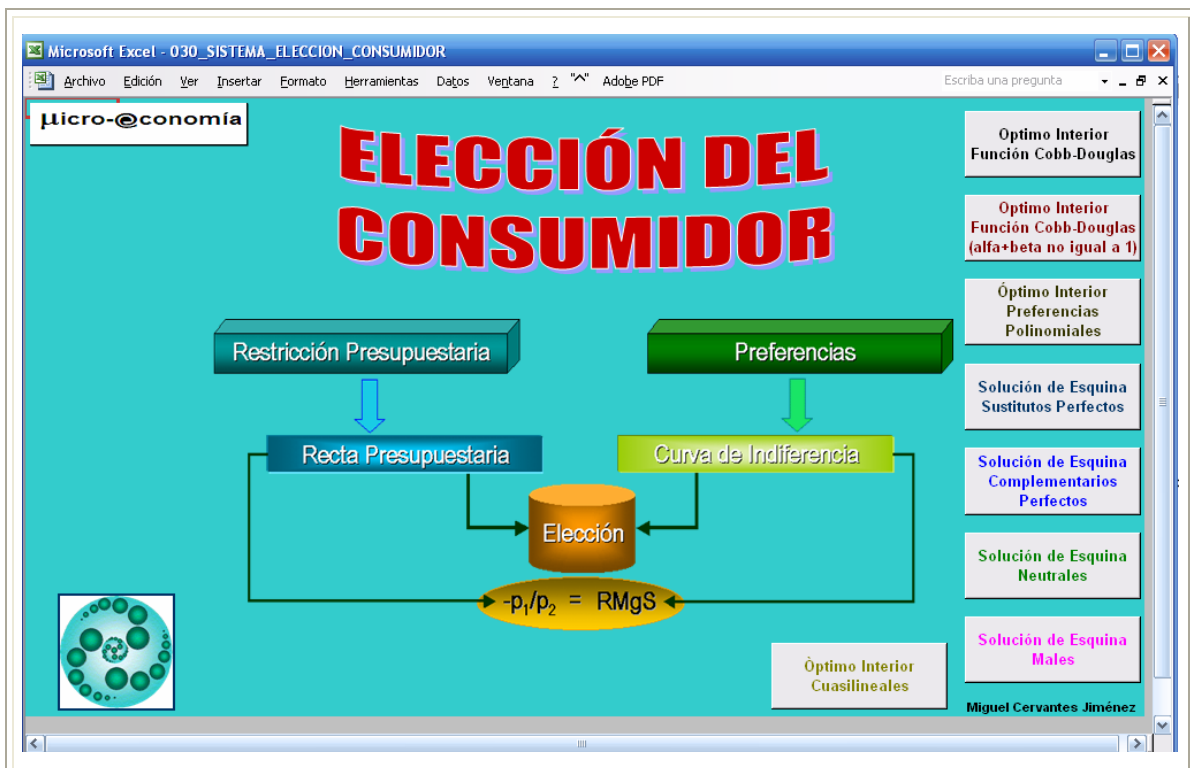 Microsoft Excel - 030_SISTEMA_ELECCION_CONSUMIDOR
Archivo Edición Ver Insertar Formato Herramientas Datos Ventana ? "^" Adobe PDF Escriba una pregunta
µicro-@conomía
ELECCIÓN DEL
CONSUMIDOR
Restricción Presupuestaria
Preferencias
Recta Presupuestaria
Curva de Indiferencia
Elección
-p₁/p₂ = RMgS
Optimo Interior
Función Cobb-Douglas
Optimo Interior
Función Cobb-Douglas
(alfa+beta no igual a 1)
Óptimo Interior
Preferencias
Polinomiales
Solución de Esquina
Sustitutos Perfectos
Solución de Esquina
Complementarios
Perfectos
Solución de Esquina
Neutrales
Solución de Esquina
Males
Òptimo Interior
Cuasilineales
Miguel Cervantes Jiménez